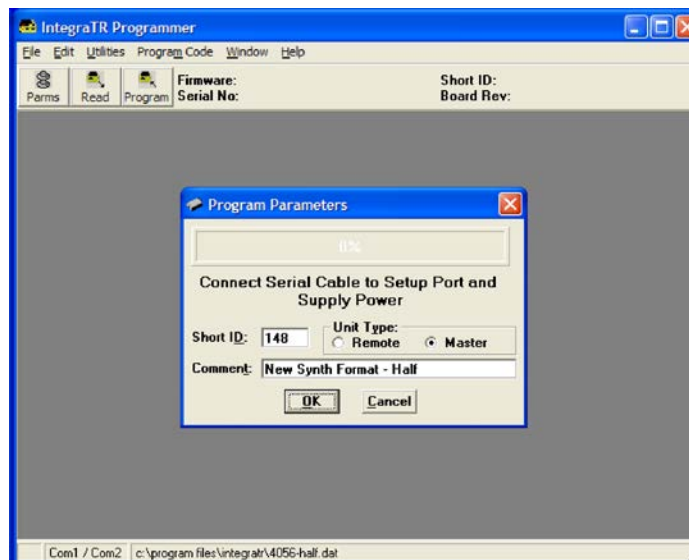 IntegraTR Programmer
File Edit Utilities Program Code Window Help
Parms Read Program
Firmware: Short ID:
Serial No: Board Rev:
Program Parameters
0%
Connect Serial Cable to Setup Port and
Supply Power
Short ID: 148 Unit Type: Remote Master
Comment: New Synth Format - Half
OK Cancel
Com1 / Com2 c:\program files\integratr\4056-half.dat